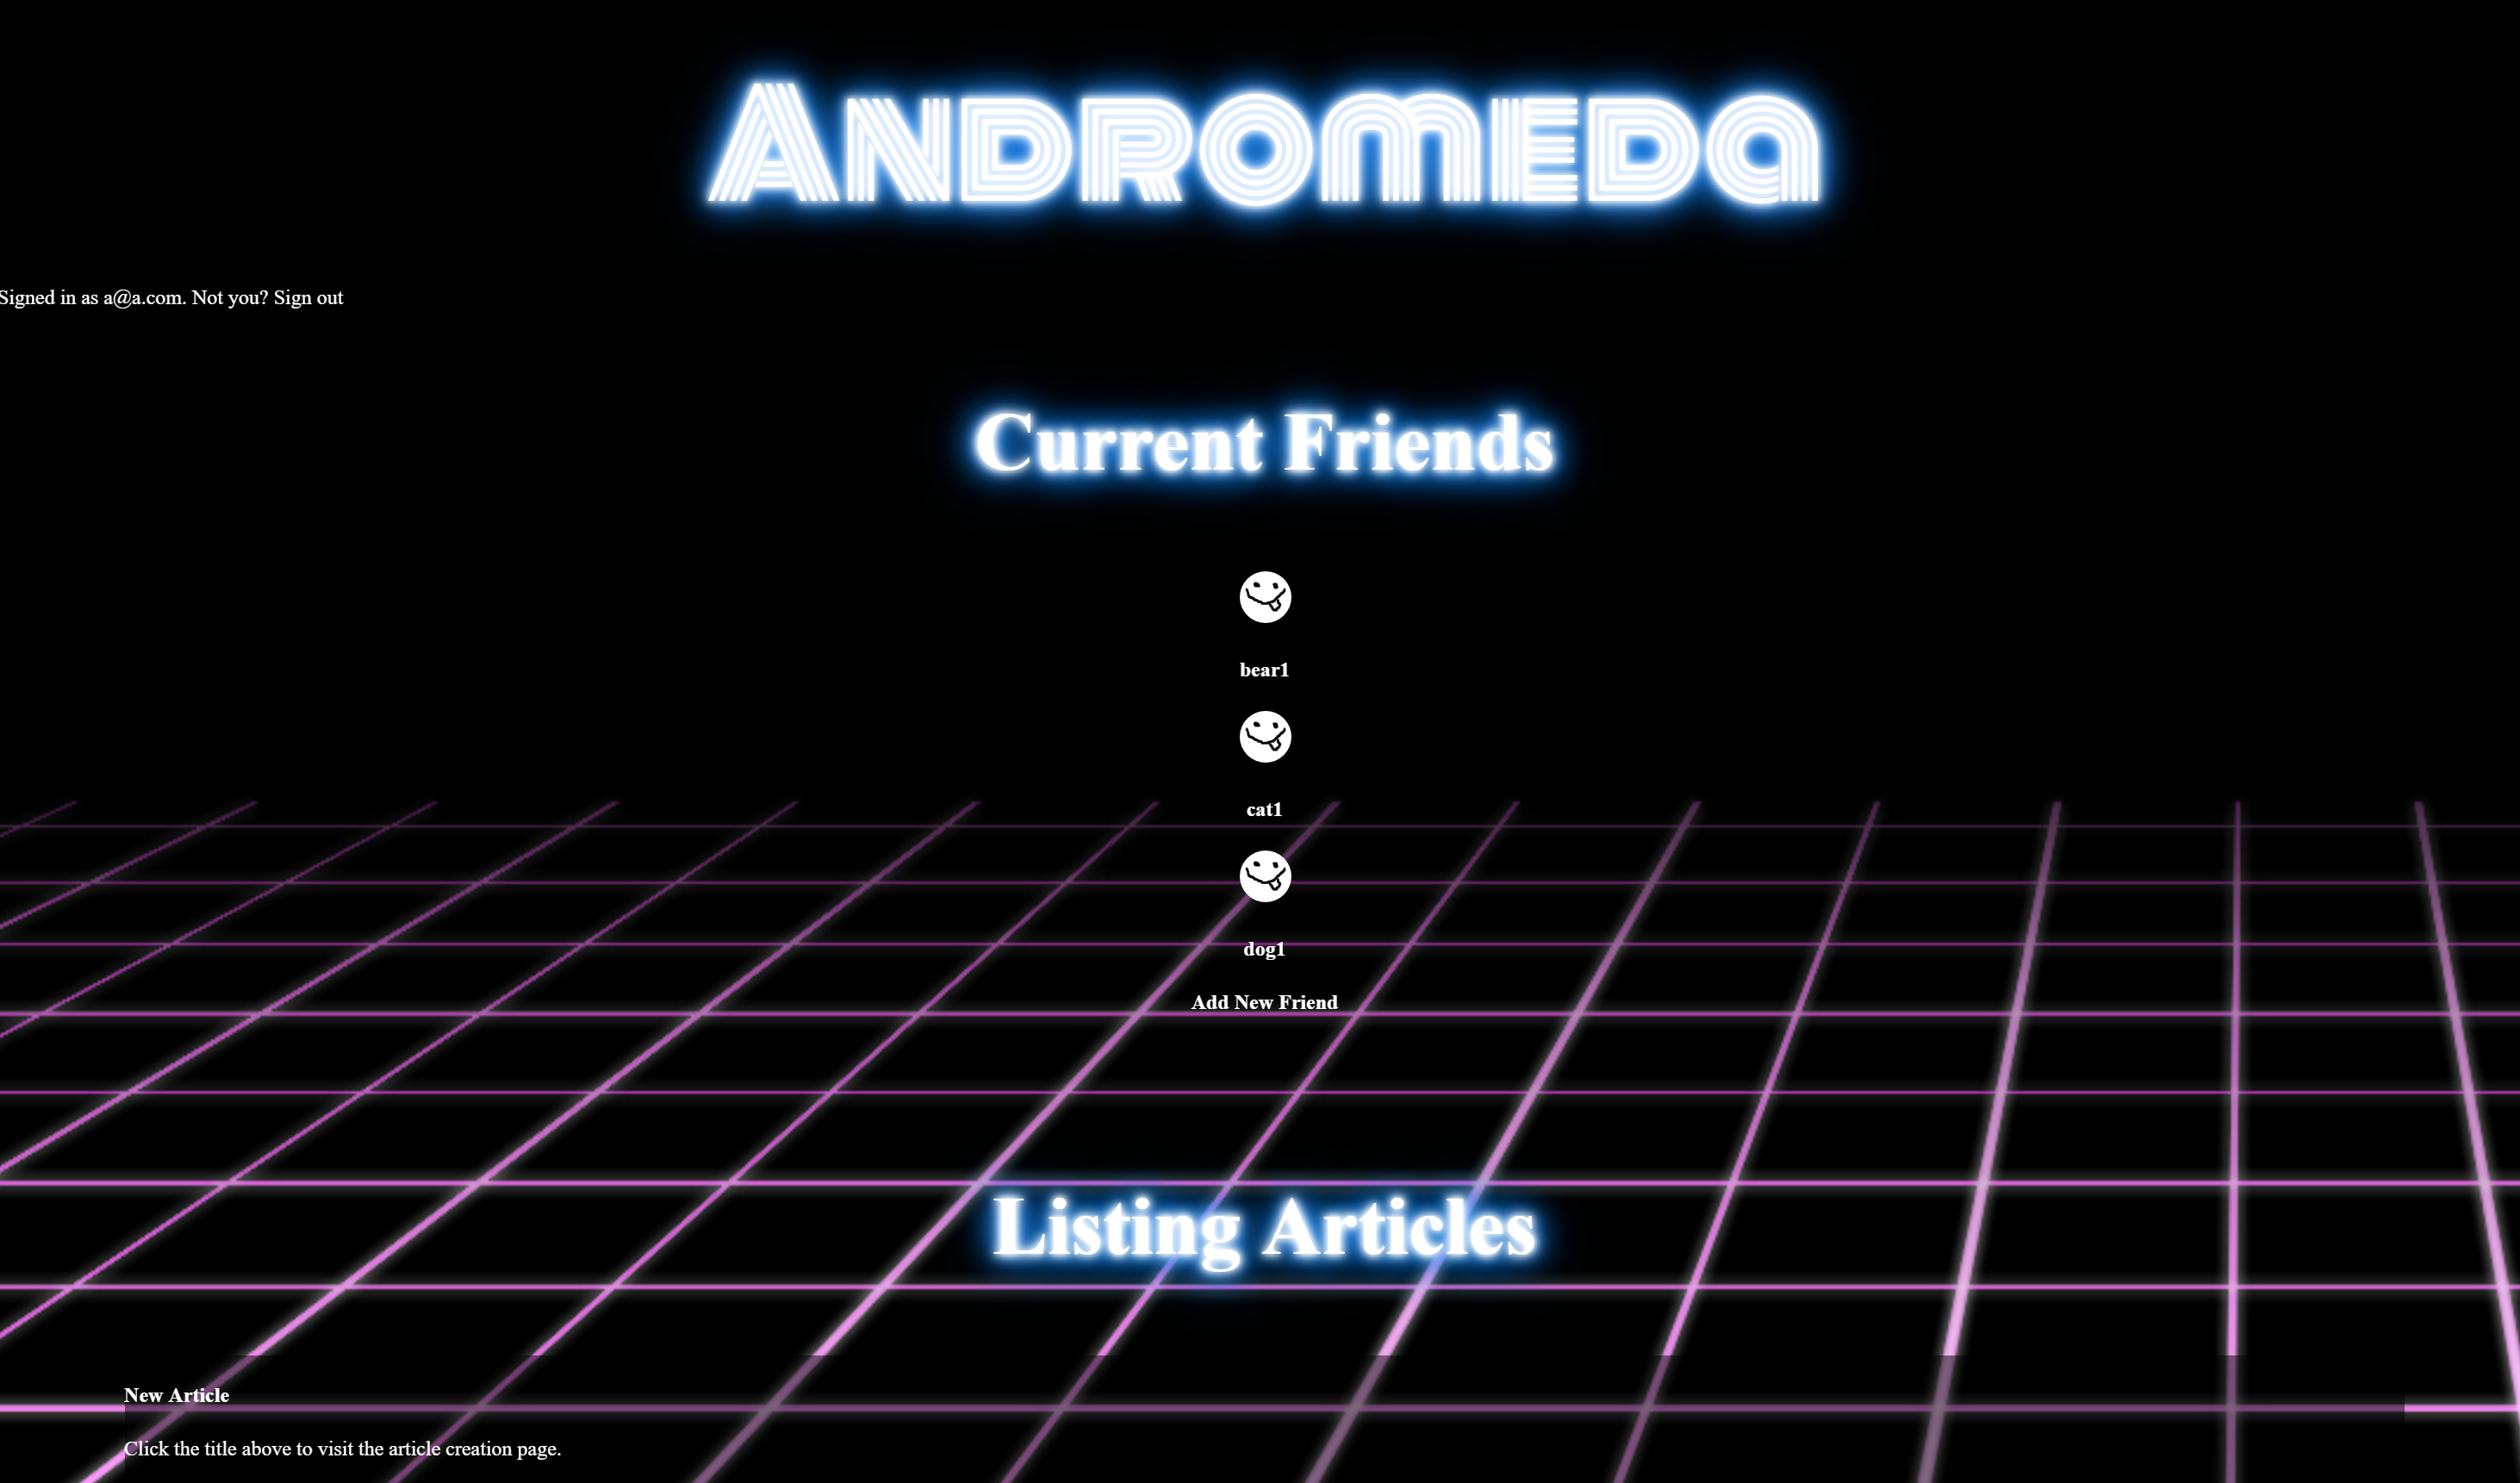 Andromeda
Signed in as a@a.com. Not you? Sign out
Current Friends
bear1
cat1
dog1
Add New Friend
Listing Articles
New Article
Click the title above to visit the article creation page.